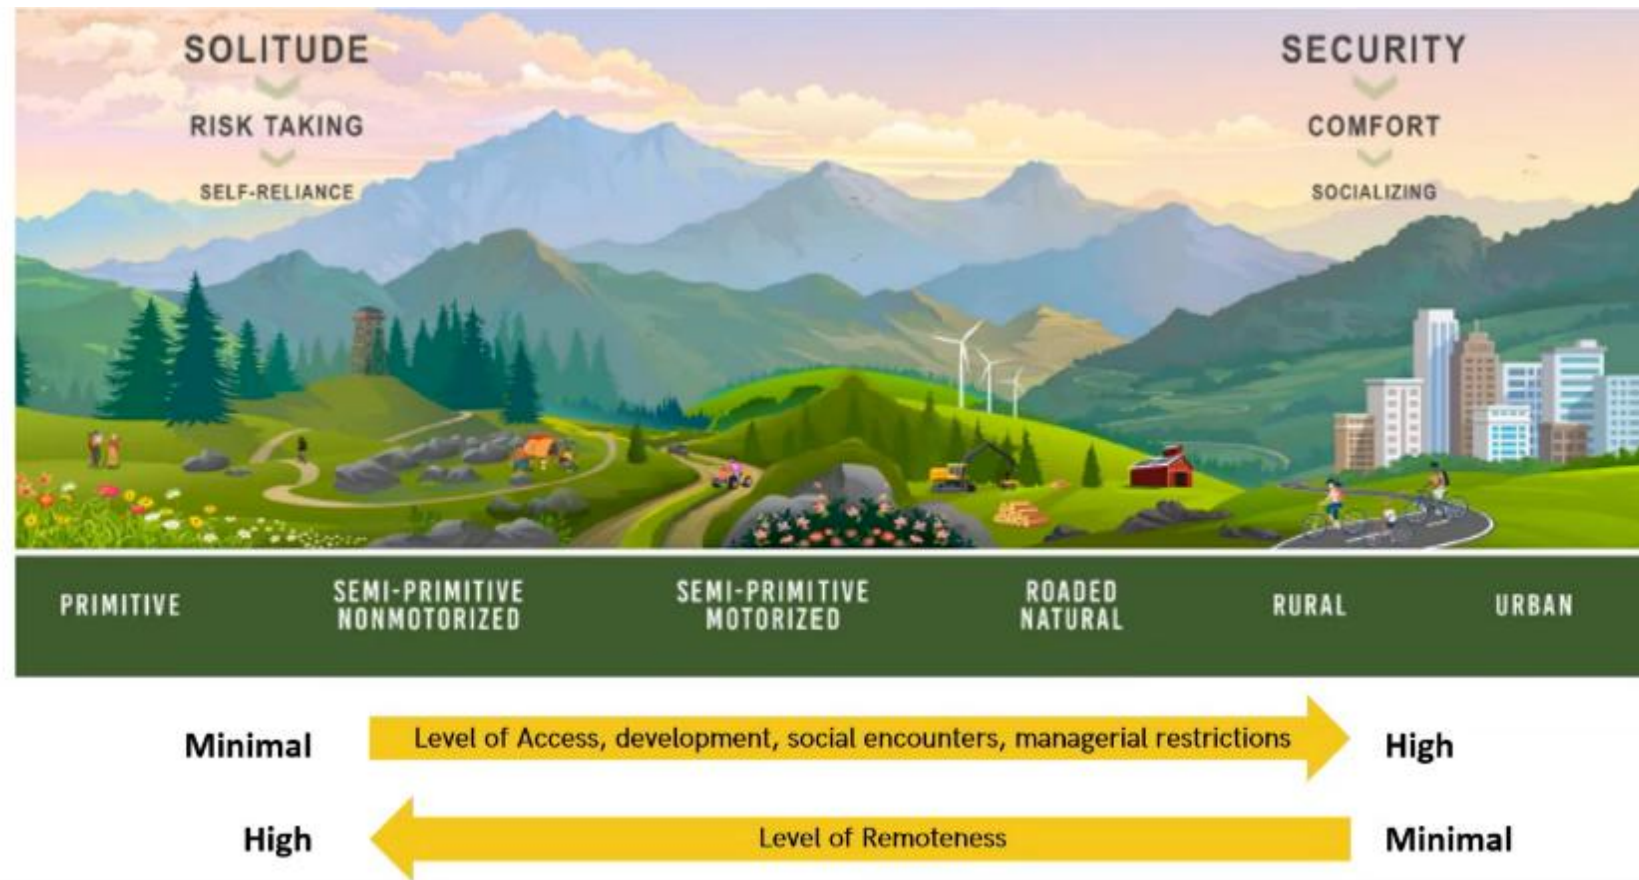 SOLITUDE
RISK TAKING
SELF-RELIANCE
SECURITY
COMFORT
SOCIALIZING
PRIMITIVE
SEMI-PRIMITIVE
NONMOTORIZED
SEMI-PRIMITIVE
MOTORIZED
ROADED
NATURAL
RURAL
URBAN
Minimal
Level of Access, development, social encounters, managerial restrictions
High
High
Level of Remoteness
Minimal